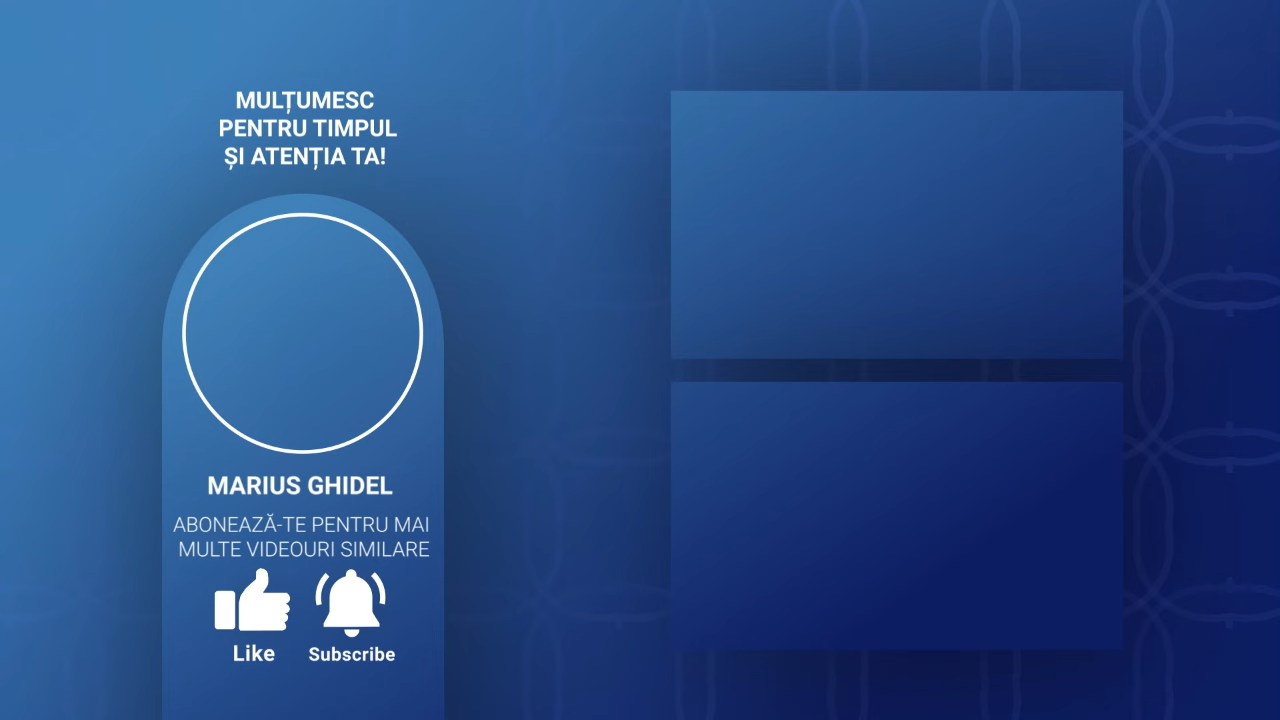 MULȚUMESC
PENTRU TIMPUL
ȘI ATENȚIA TA!
MARIUS GHIDEL
ABONEAZĂ-TE PENTRU MAI
MULTE VIDEOURI SIMILARE
Like Subscribe